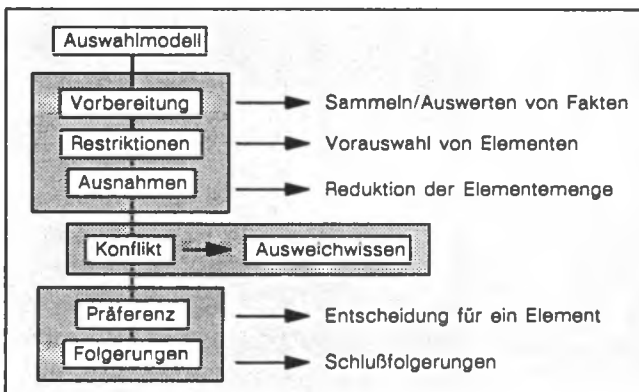 Auswahlmodell
Vorbereitung Sammeln/Auswerten von Fakten
Restriktionen Vorauswahl von Elementen
Ausnahmen Reduktion der Elementemenge
Konflikt Ausweichwissen
Präferenz Entscheidung für ein Element
Folgerungen Schlußfolgerungen